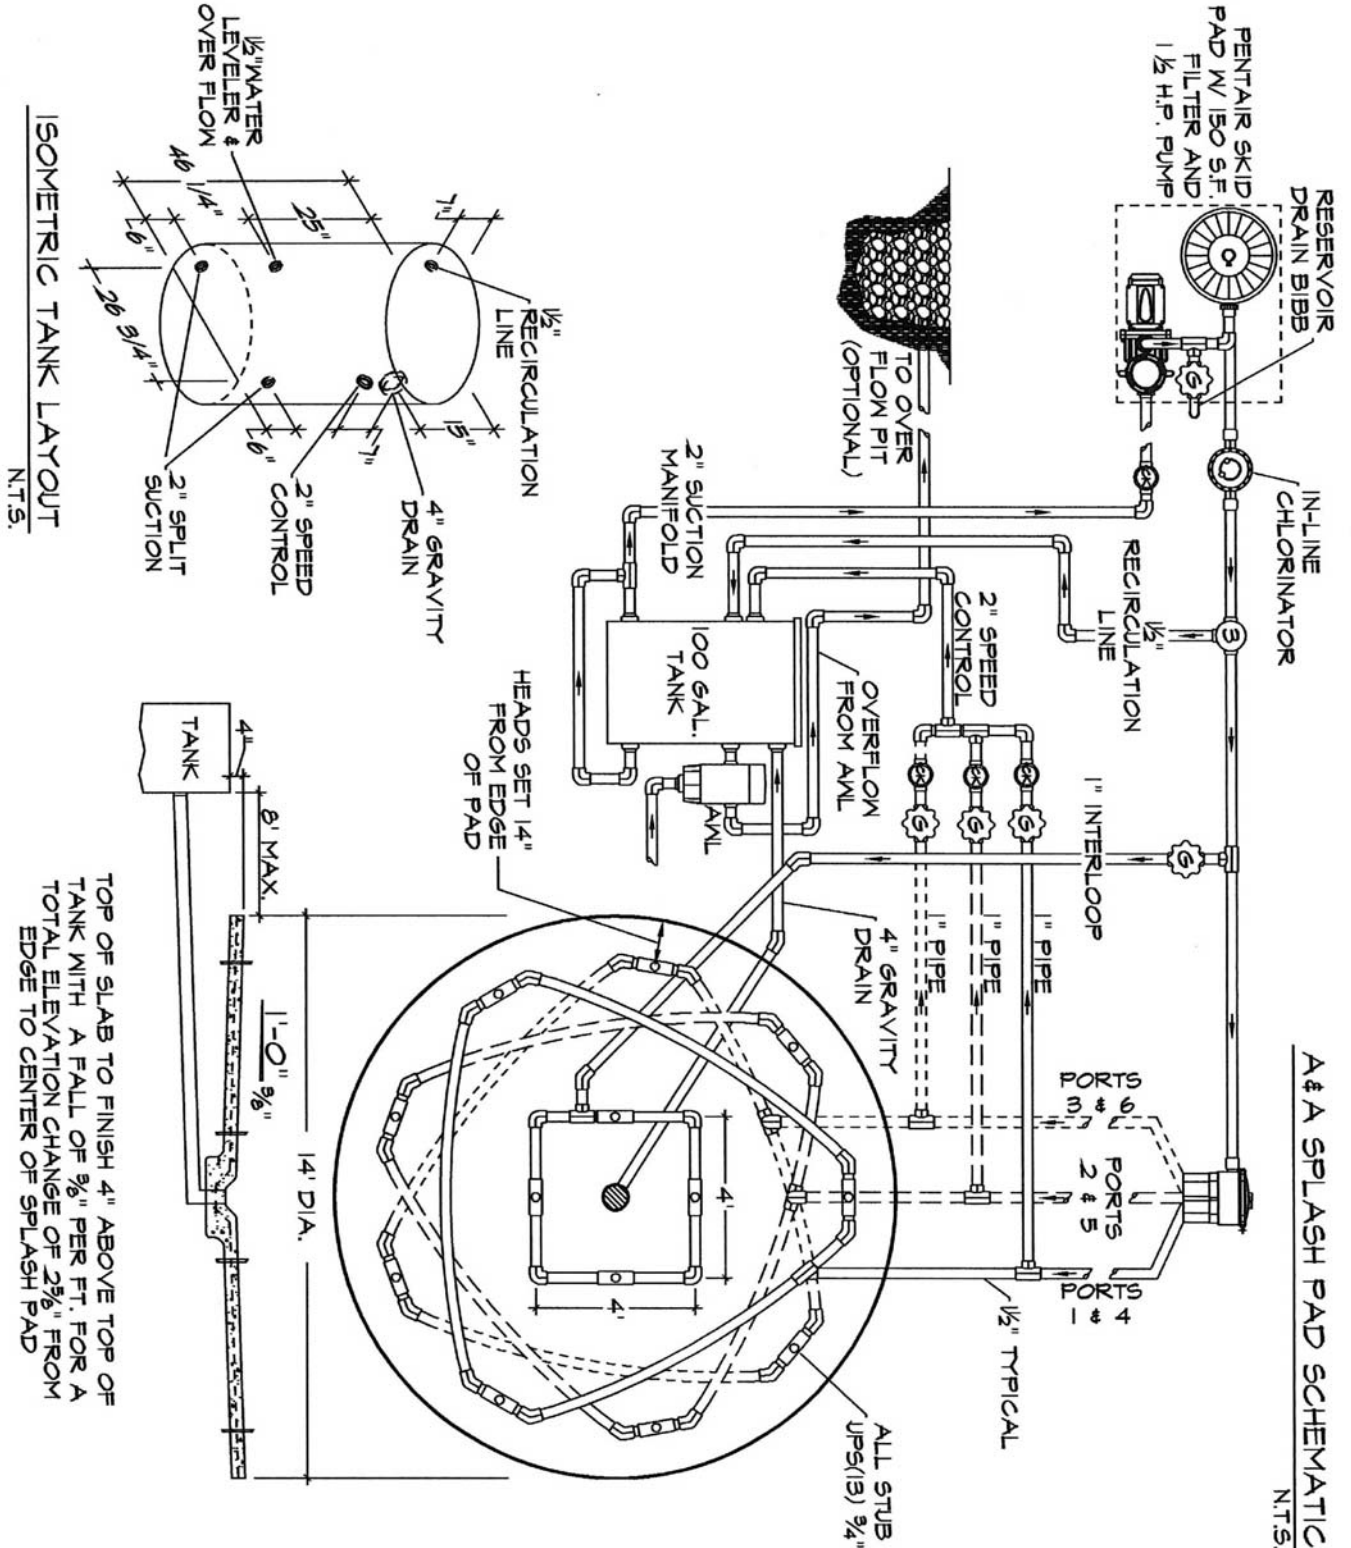 A & A SPLASH PAD SCHEMATIC
N.T.S.
PENTAIR SKID
PAD W/ 150 S.F.
FILTER AND
1 1/2 H.P. PUMP
RESERVOIR
DRAIN BIBB
G
IN-LINE
CHLORINATOR
3
CK
1/2"
RECIRCULATION
LINE
2" SPEED
CONTROL
1" INTERLOOP
G
CK
CK
CK
G
G
G
1" PIPE
1" PIPE
1" PIPE
PORTS
3 & 6
PORTS
2 & 5
PORTS
1 & 4
1/2" TYPICAL
ALL STUB
UPS(13) 3/4"
TO OVER
FLOW PIT
(OPTIONAL)
2" SUCTION
MANIFOLD
100 GAL.
TANK
OVERFLOW
FROM AWL
AWL
4" GRAVITY
DRAIN
HEADS SET 14"
FROM EDGE
OF PAD
4'
4'
1/2" WATER
LEVELER &
OVER FLOW
46 1/4"
6"
25"
7"
26 3/4"
1/2"
RECIRCULATION
LINE
15"
7"
6"
4" GRAVITY
DRAIN
2" SPEED
CONTROL
2" SPLIT
SUCTION
ISOMETRIC TANK LAYOUT
N.T.S.
TANK
4"
8' MAX.
14' DIA.
1'-0"
3/8"
TOP OF SLAB TO FINISH 4" ABOVE TOP OF
TANK WITH A FALL OF 3/8" PER FT. FOR A
TOTAL ELEVATION CHANGE OF 2 5/8" FROM
EDGE TO CENTER OF SPLASH PAD